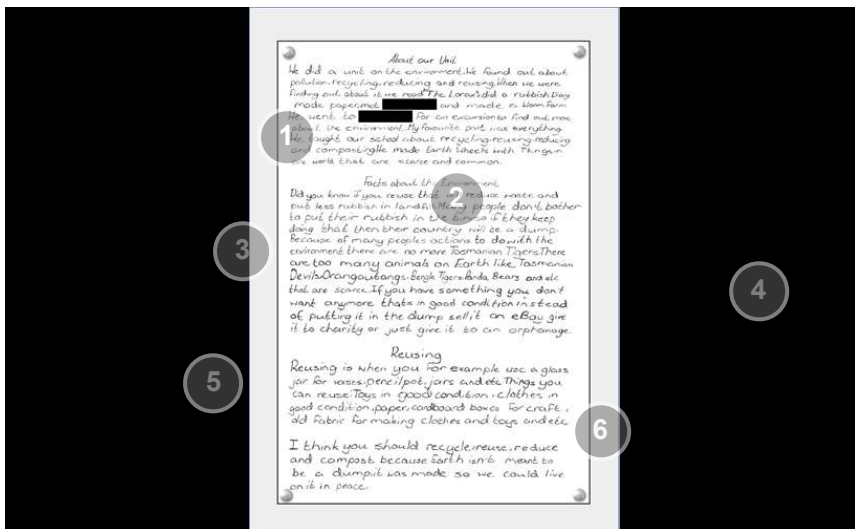 About our Unit
We did a unit on the environment.We found out about
pollution,recycling,reducing and reusing.When we were
finding out about it we read The Lorax,did a rubbish Day
made paper,met and made a Worm Farm
We went to for an excursion to find out more
about the environment.My favourite part was everything.
We taught our school about recycling,reusing,reducing
and composting.We made Earth Wheels with Things in
the world that are scarce and common.
Facts about the Environment
Did you know if you reuse that will reduce waste and
put less rubbish in landfill.Many people don't bother
to put their rubbish in the bin so if they keep
doing that then their country will be a dump.
Because of many peoples actions to do with the
environment there are no more Tasmanian Tigers.There
are too many animals on Earth like Tasmanian
Devils,Orangoutangs,Bengle Tigers,Panda Bears and etc
that are scarce.If you have something you don't
want anymore thats in good condition instead
of putting it in the dump sell it on eBay give
it to charity or just give it to an orphanage.
Reusing
Reusing is when you for example use a glass
jar for vases,pencil pot,jars and etc.Things you
can reuse:Toys in good condition, clothes in
good condition,paper,cardboard boxes for craft,
old fabric for making clothes and toys and etc
I think you should recycle,reuse,reduce
and compost because Earth isn't meant to
be a dump.it was made so we could live
on it in peace.
1
2
3
4
5
6